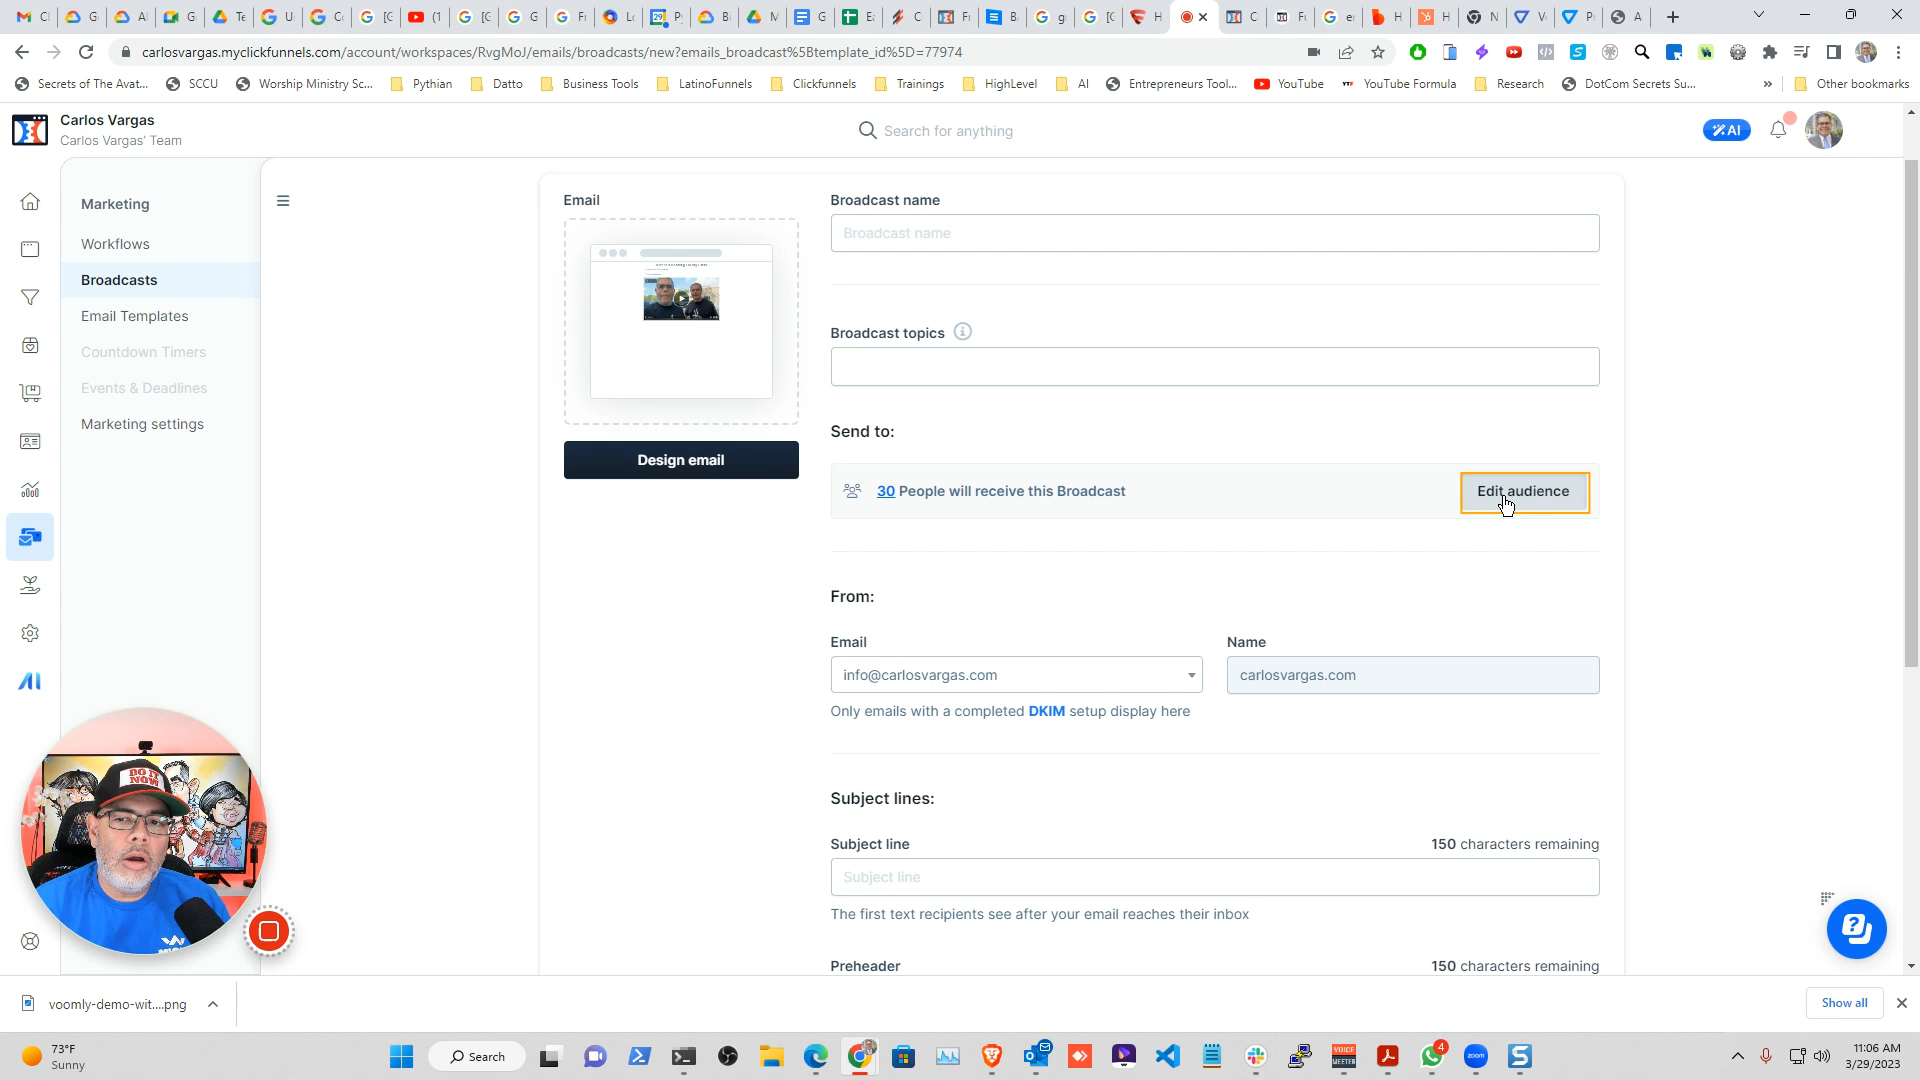 carlosvargas.myclickfunnels.com/account/workspaces/RvgMoJ/emails/broadcasts/new?emails_broadcast%5Btemplate_id%5D=77974
Secrets of The Avat...
SCCU
Worship Ministry Sc...
Pythian
Datto
Business Tools
LatinoFunnels
Clickfunnels
Trainings
HighLevel
AI
Entrepreneurs Tool...
YouTube
YouTube Formula
Research
DotCom Secrets Su...
»
Other bookmarks
Carlos Vargas
Carlos Vargas' Team
Search for anything
AI
Marketing
Workflows
Broadcasts
Email Templates
Countdown Timers
Events & Deadlines
Marketing settings
Email
Design email
Broadcast name
Broadcast name
Broadcast topics
Send to:
30 People will receive this Broadcast
Edit audience
From:
Email
Name
info@carlosvargas.com
carlosvargas.com
Only emails with a completed DKIM setup display here
Subject lines:
Subject line
150 characters remaining
Subject line
The first text recipients see after your email reaches their inbox
Preheader
150 characters remaining
DO IT
NOW
voomly-demo-wit....png
Show all
73°F
Sunny
Search
VOICE
MEETER
4
zoom
11:06 AM
3/29/2023